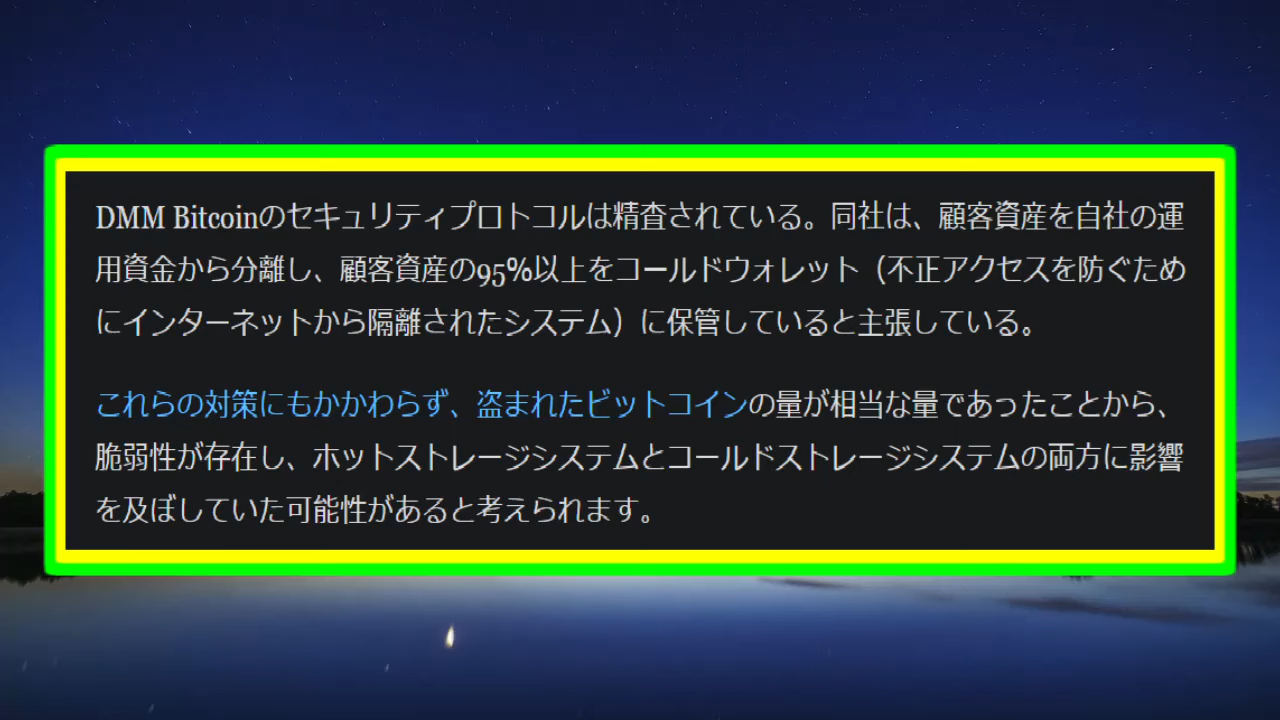 DMM Bitcoinのセキュリティプロトコルは精査されている。同社は、顧客資産を自社の運
用資金から分離し、顧客資産の95%以上をコールドウォレット（不正アクセスを防ぐため
にインターネットから隔離されたシステム）に保管していると主張している。
これらの対策にもかかわらず、盗まれたビットコインの量が相当な量であったことから、
脆弱性が存在し、ホットストレージシステムとコールドストレージシステムの両方に影響
を及ぼしていた可能性があると考えられます。